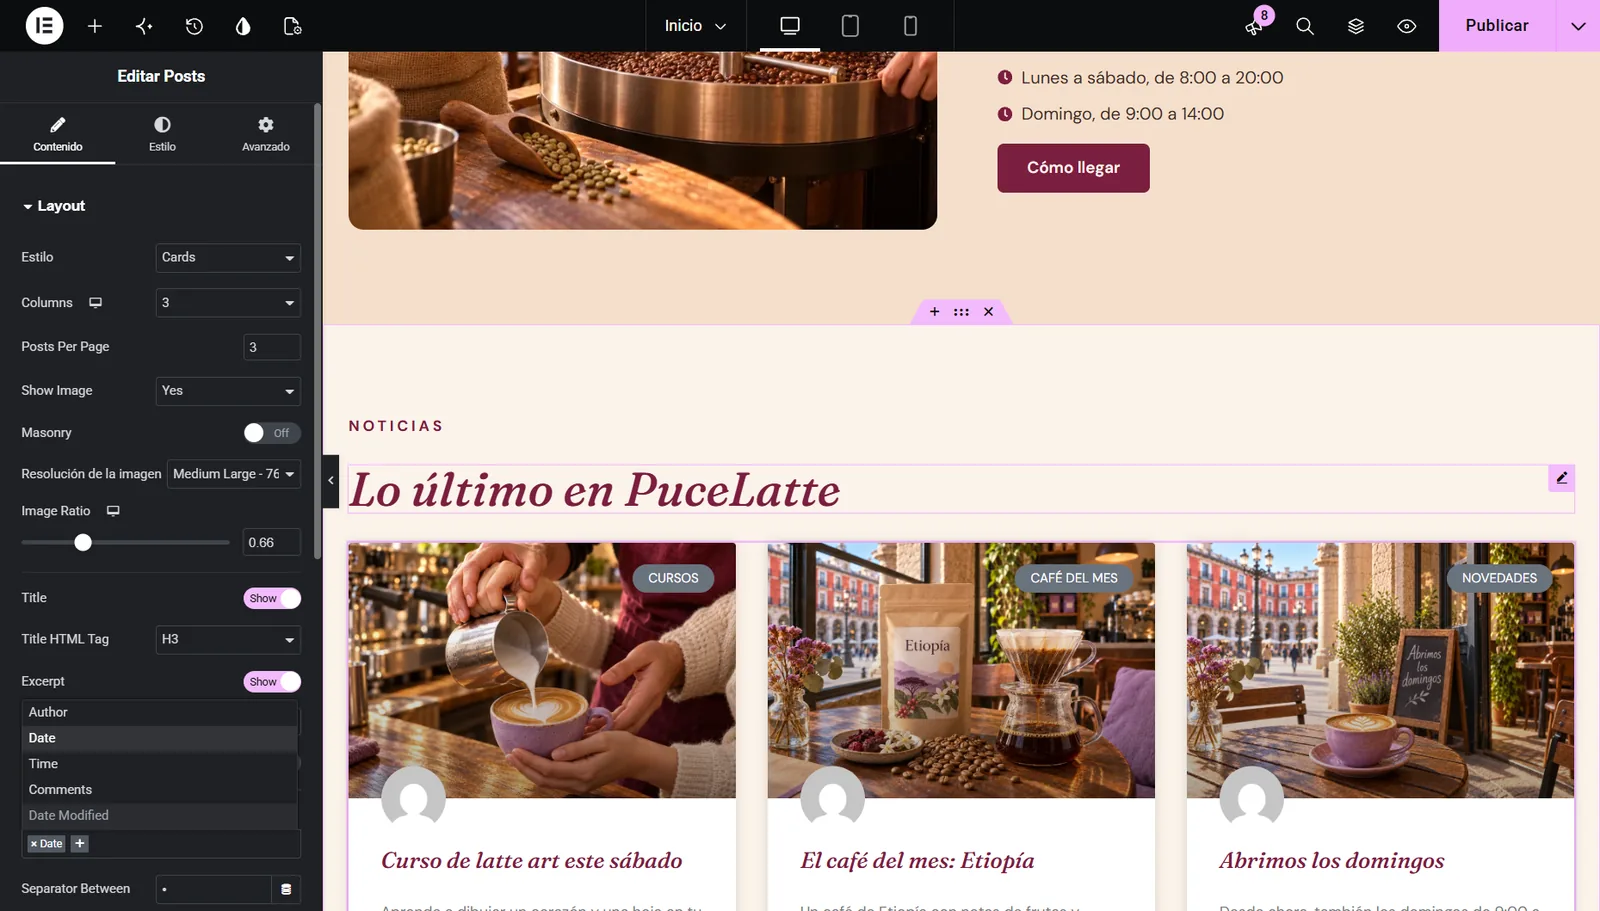 Inicio
8
Publicar
Editar Posts
Contenido
Estilo
Avanzado
Layout
Estilo
Cards
Columns
3
Posts Per Page
3
Show Image
Yes
Masonry
Off
Resolución de la imagen
Medium Large - 76
Image Ratio
0.66
Title
Show
Title HTML Tag
H3
Excerpt
Show
Author
Date
Time
Comments
Date Modified
× Date +
Separator Between
•
Lunes a sábado, de 8:00 a 20:00
Domingo, de 9:00 a 14:00
Cómo llegar
NOTICIAS
Lo último en PuceLatte
CURSOS
Curso de latte art este sábado
CAFÉ DEL MES
Etiopía
El café del mes: Etiopía
NOVEDADES
Abrimos
los
domingos
Abrimos los domingos